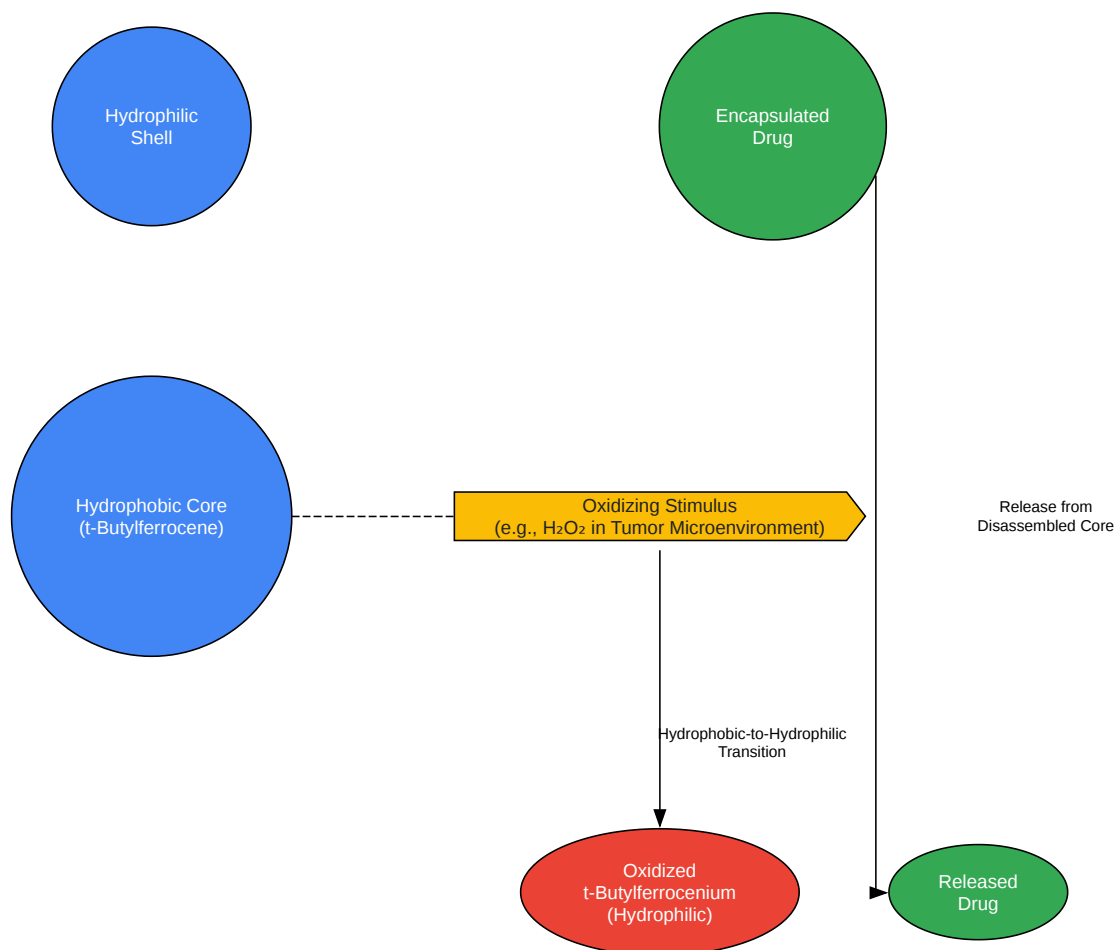 Hydrophilic
Shell
Encapsulated
Drug
Hydrophobic Core
(t-Butylferrocene)
Oxidizing Stimulus
(e.g., H₂O₂ in Tumor Microenvironment)
Release from
Disassembled Core
Hydrophobic-to-Hydrophilic
Transition
Oxidized
t-Butylferrocenium
(Hydrophilic)
Released
Drug